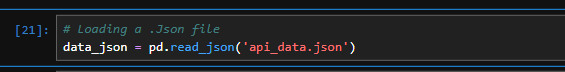 [21]: # Loading a .Json file
data_json = pd.read_json('api_data.json')